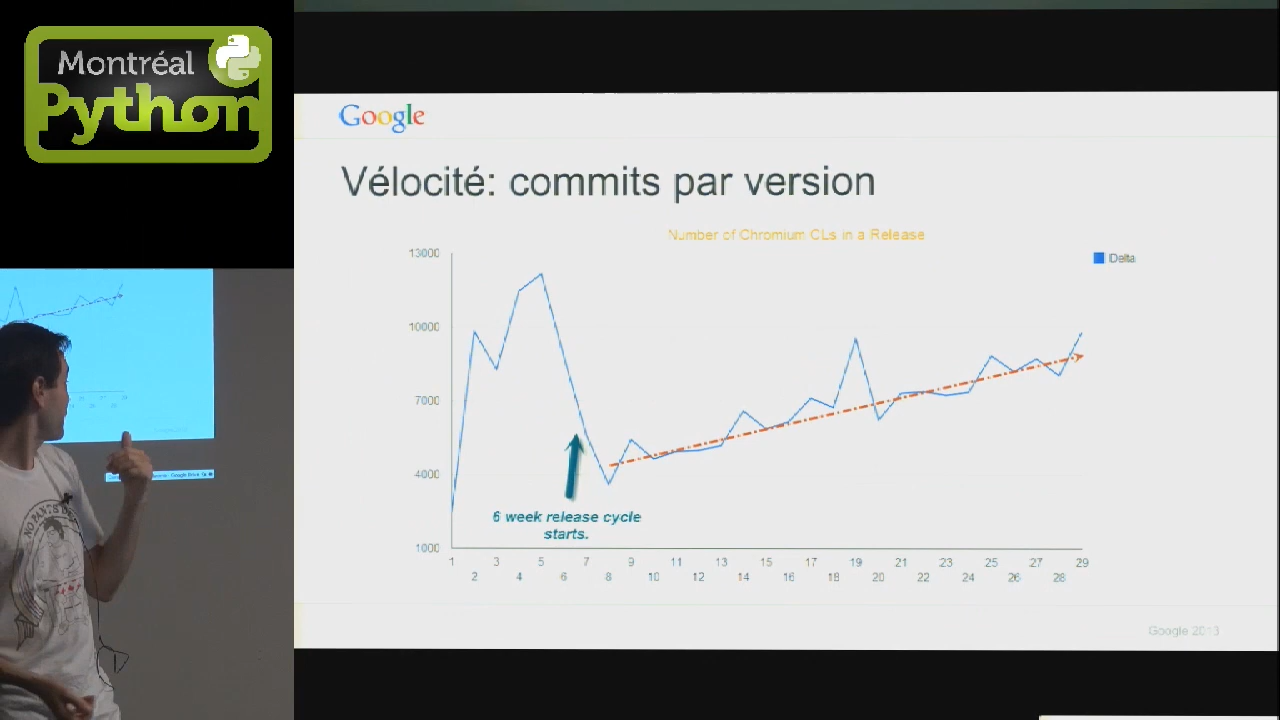 Montréal
Python
Google
Vélocité: commits par version
Number of Chromium CLs in a Release
Delta
13000
10000
7000
4000
1000
6 week release cycle
starts.
1 3 5 7 9 11 13 15 17 19 21 23 25 27 29
2 4 6 8 10 12 14 16 18 20 22 24 26 28
Google 2013
NO PANTS